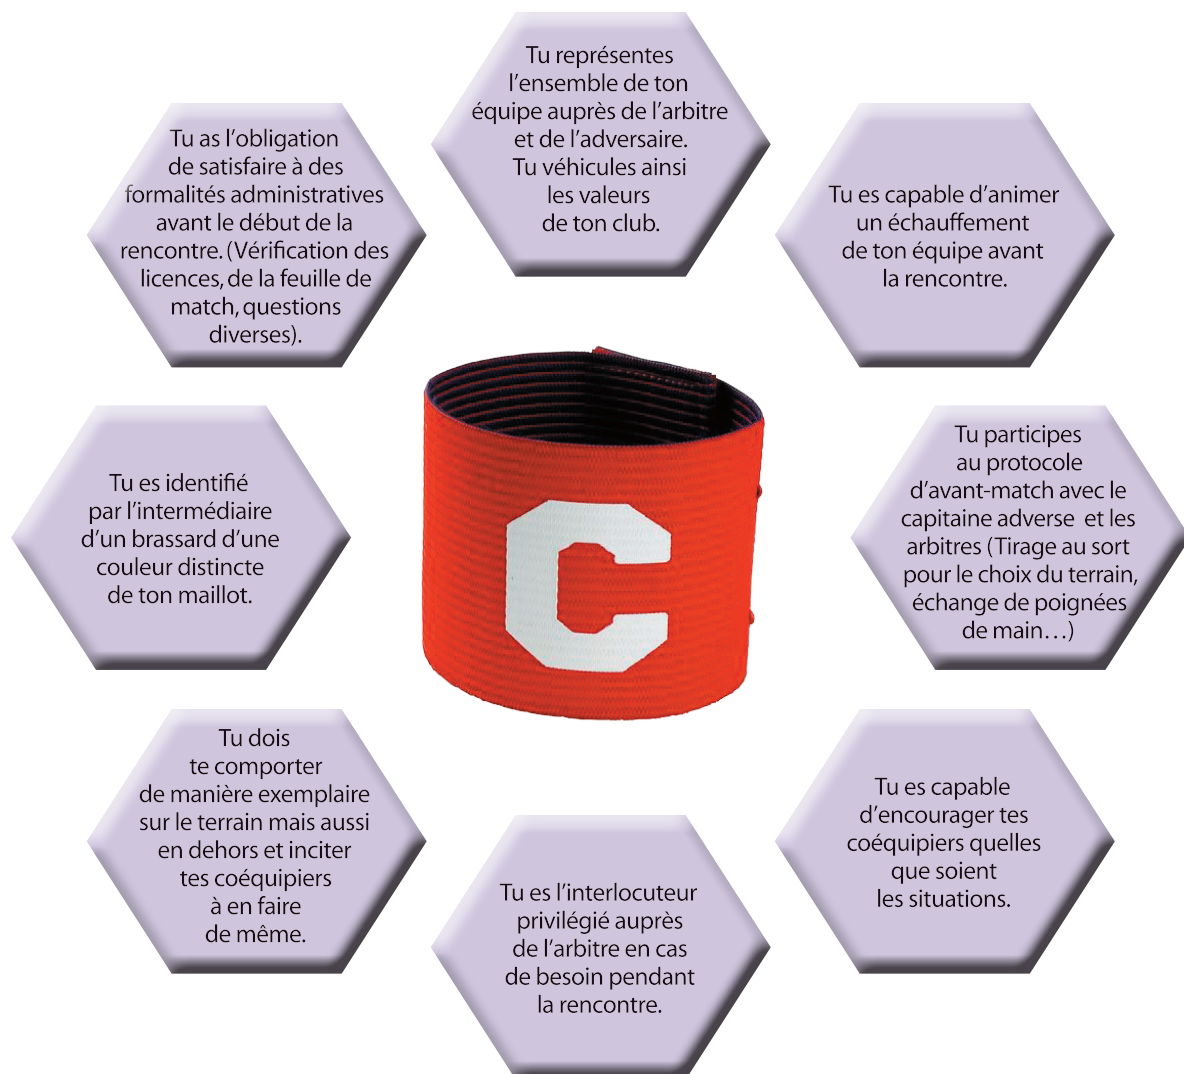 Tu représentes
l'ensemble de ton
équipe auprès de l'arbitre
et de l'adversaire.
Tu véhicules ainsi
les valeurs
de ton club.
Tu as l'obligation
de satisfaire à des
formalités administratives
avant le début de la
rencontre. (Vérification des
licences, de la feuille de
match, questions
diverses).
Tu es capable d'animer
un échauffement
de ton équipe avant
la rencontre.
Tu es identifié
par l'intermédiaire
d'un brassard d'une
couleur distincte
de ton maillot.
C
Tu participes
au protocole
d'avant-match avec le
capitaine adverse et les
arbitres (Tirage au sort
pour le choix du terrain,
échange de poignées
de main…)
Tu dois
te comporter
de manière exemplaire
sur le terrain mais aussi
en dehors et inciter
tes coéquipiers
à en faire
de même.
Tu es l'interlocuteur
privilégié auprès
de l'arbitre en cas
de besoin pendant
la rencontre.
Tu es capable
d'encourager tes
coéquipiers quelles
que soient
les situations.